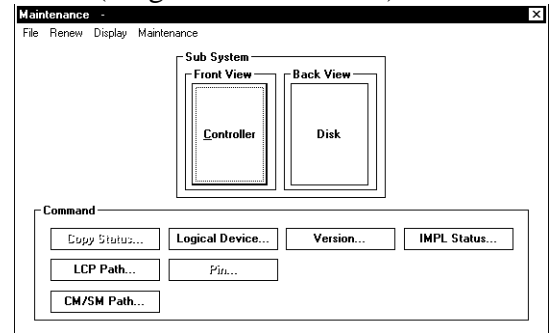 Maintenance -
File Renew Display Maintenance
Sub System
Front View Back View
Controller Disk
Command
Copy Status... Logical Device... Version... IMPL Status...
LCP Path... Pin...
CM/SM Path...